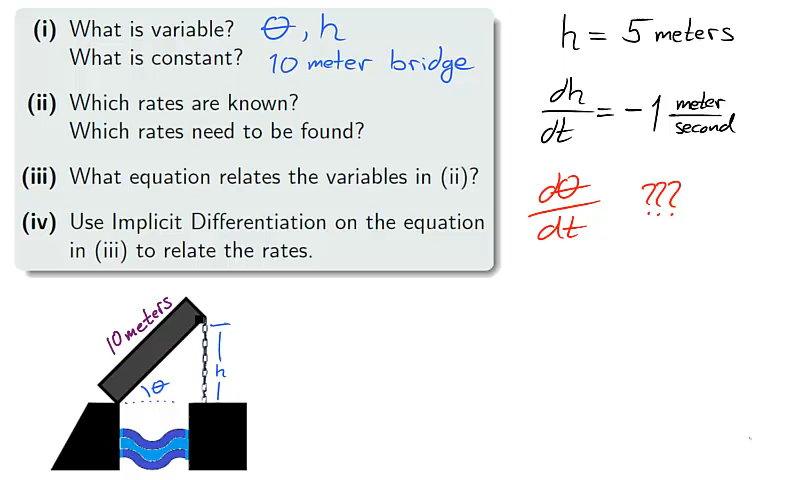 (i) What is variable? θ, h
What is constant? 10 meter bridge
(ii) Which rates are known?
Which rates need to be found?
(iii) What equation relates the variables in (ii)?
(iv) Use Implicit Differentiation on the equation
in (iii) to relate the rates.
h = 5 meters
dh/dt = -1 meter/second
dθ/dt ???
10 meters
θ
h